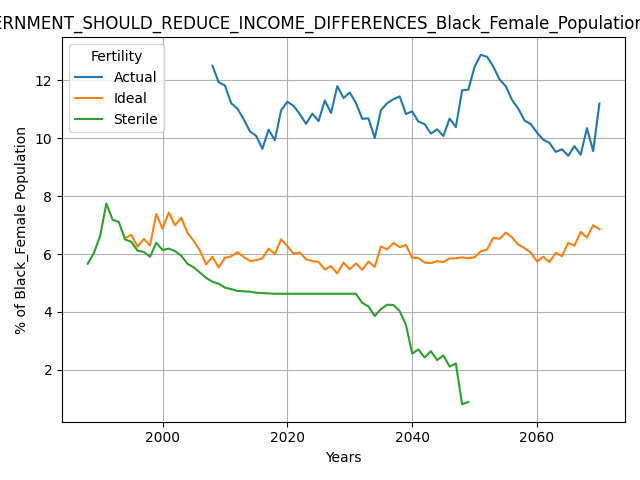 ERNMENT_SHOULD_REDUCE_INCOME_DIFFERENCES_Black_Female_Population
Fertility
Actual
Ideal
Sterile
12
10
8
6
4
2
% of Black_Female Population
2000 2020 2040 2060
Years